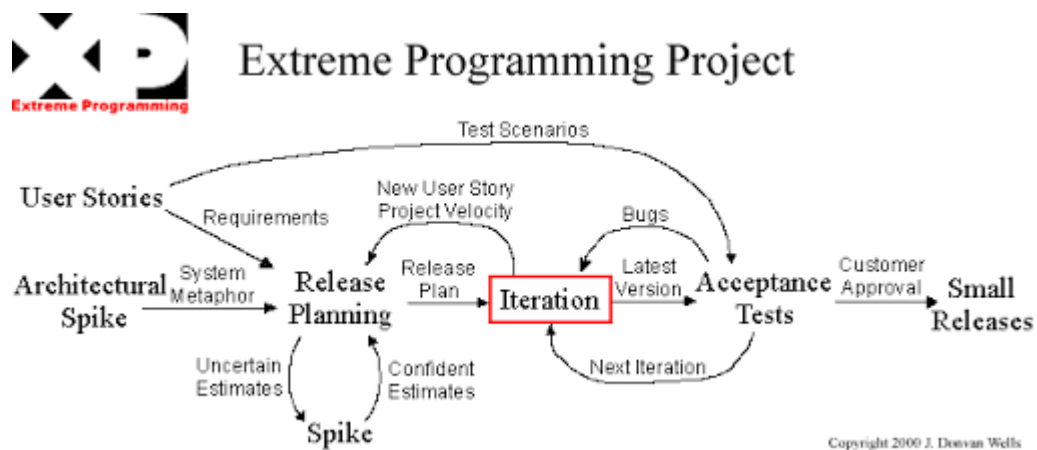 XP
Extreme Programming
Extreme Programming Project
Test Scenarios
User Stories
Requirements
New User Story
Project Velocity
Bugs
Architectural
Spike
System
Metaphor
Release
Planning
Release
Plan
Iteration
Latest
Version
Acceptance
Tests
Customer
Approval
Small
Releases
Uncertain
Estimates
Confident
Estimates
Next Iteration
Spike
Copyright 2000 J. Donvan Wells